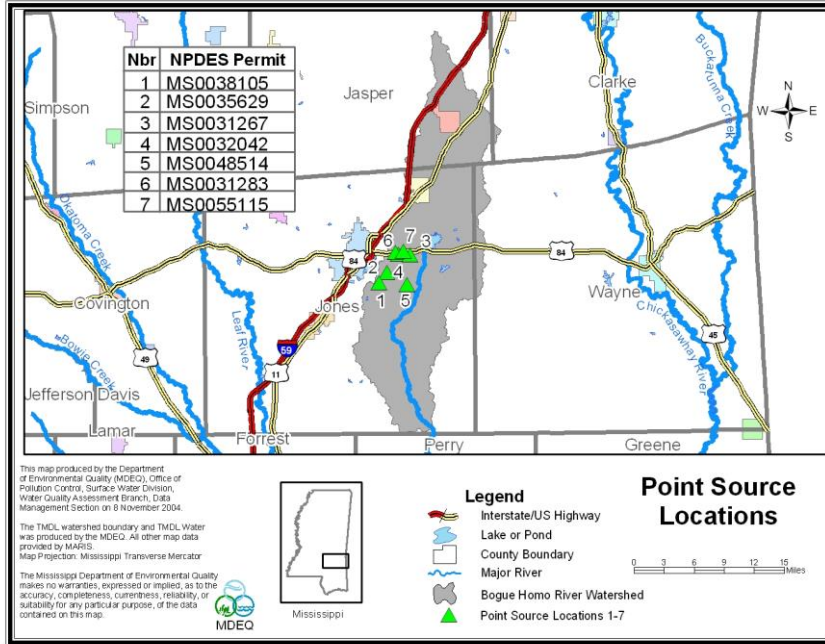 Nbr NPDES Permit
1 MS0038105
2 MS0035629
3 MS0031267
4 MS0032042
5 MS0048514
6 MS0031283
7 MS0055115
Simpson
Jasper
Clarke
Buckatunna Creek
N
W E
S
Okatoma Creek
Covington
Bowie Creek
Jefferson Davis
Lamar
49
Leaf River
Jones
84
59
11
Forrest
6 7 3
2 4
1 5
84
Wayne
Chickasawhay River
45
Perry
Greene
This map produced by the Department
of Environmental Quality (MDEQ), Office of
Pollution Control, Surface Water Division,
Water Quality Assessment Branch, Data
Management Section on 8 November 2004.
The TMDL watershed boundary and TMDL Water
was produced by the MDEQ. All other map data
provided by MARIS.
Map Projection: Mississippi Transverse Mercator
The Mississippi Department of Environmental Quality
makes no warranties, expressed or implied, as to the
accuracy, completeness, currentness, reliability, or
suitability for any particular purpose, of the data
contained on this map.
MDEQ
Mississippi
Legend
Interstate/US Highway
Lake or Pond
County Boundary
Major River
Bogue Homo River Watershed
Point Source Locations 1-7
Point Source
Locations
0 3 6 9 12 15
Miles